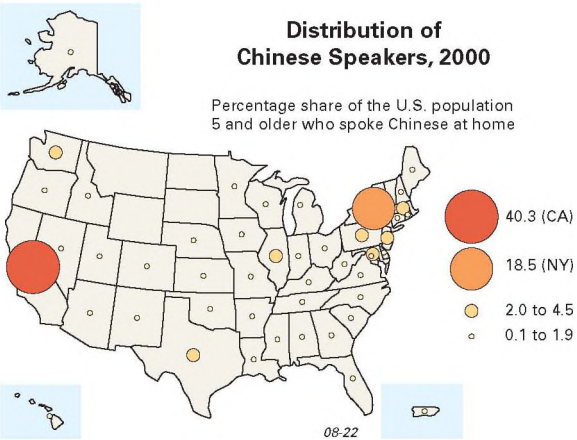 Distribution of
Chinese Speakers, 2000
Percentage share of the U.S. population
5 and older who spoke Chinese at home
40.3 (CA)
18.5 (NY)
2.0 to 4.5
0.1 to 1.9
08-22